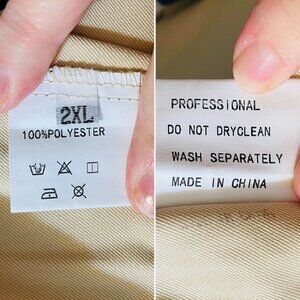 2XL
100%POLYESTER
PROFESSIONAL
DO NOT DRYCLEAN
WASH SEPARATELY
MADE IN CHINA